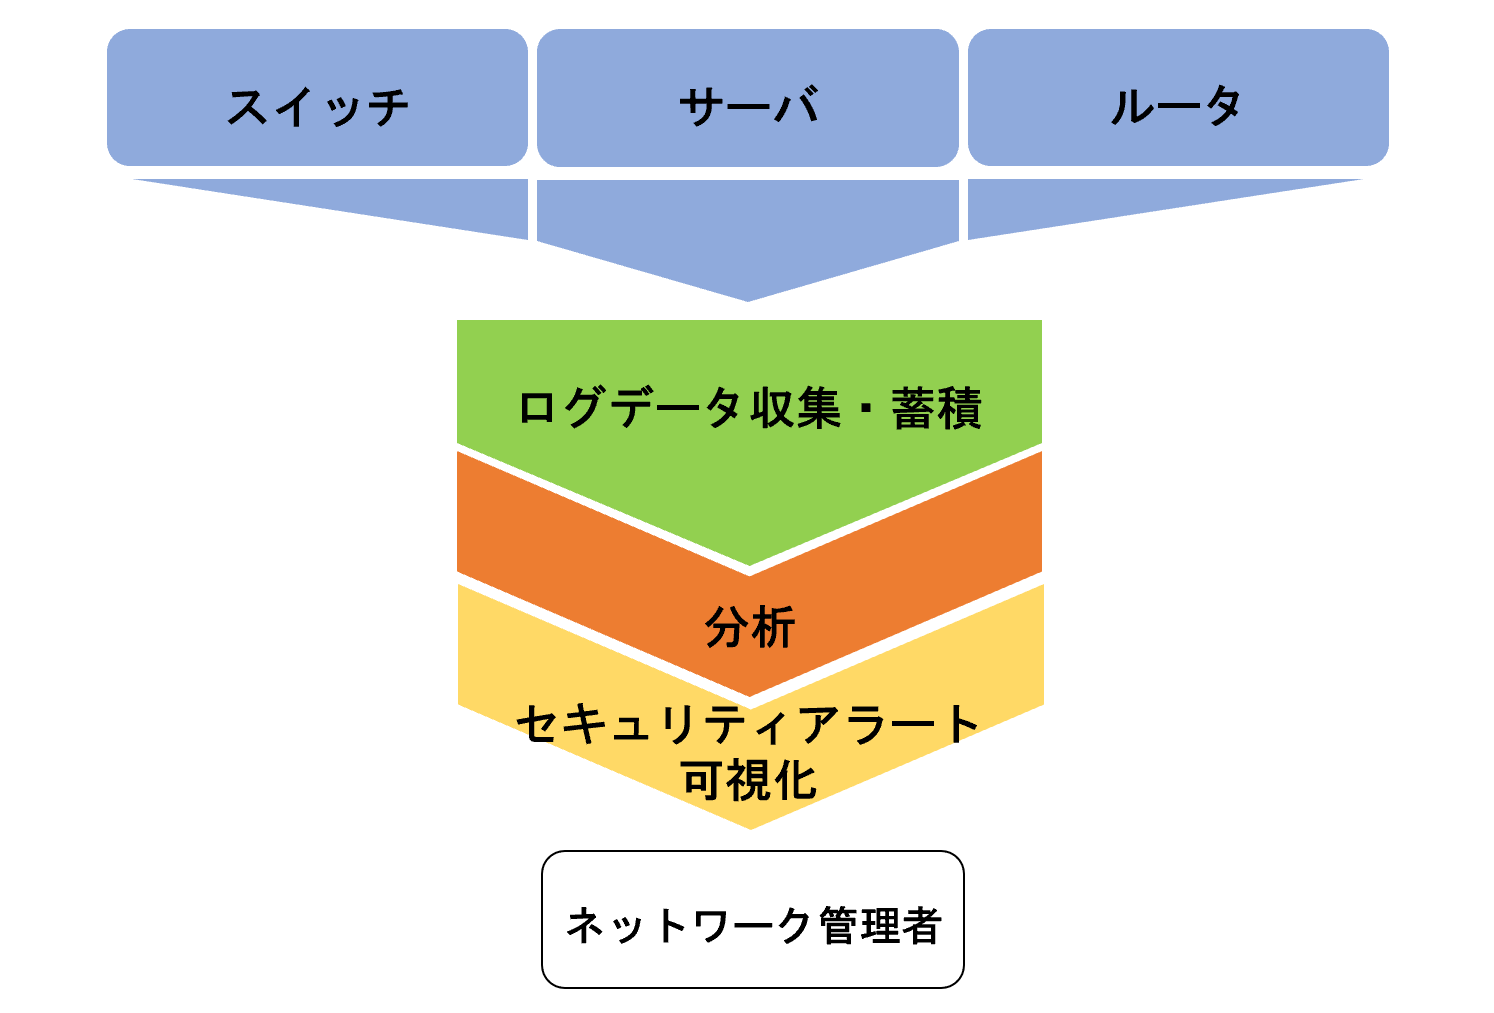 スイッチ
サーバ
ルータ
ログデータ収集・蓄積
分析
セキュリティアラート
可視化
ネットワーク管理者